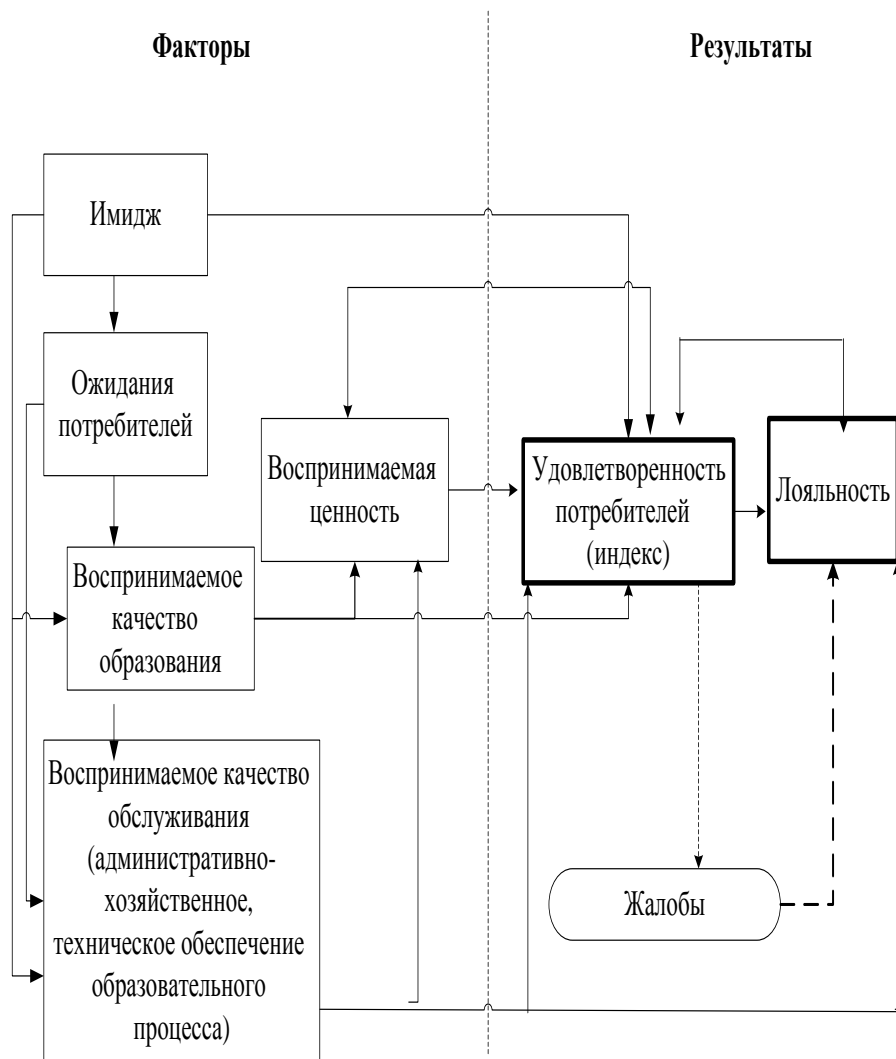 Факторы
Результаты
Имидж
Ожидания
потребителей
Воспринимаемая
ценность
Удовлетворенность
потребителей
(индекс)
Лояльность
Воспринимаемое
качество
образования
Воспринимаемое качество
обслуживания
(административно-
хозяйственное,
техническое обеспечение
образовательного
процесса)
Жалобы